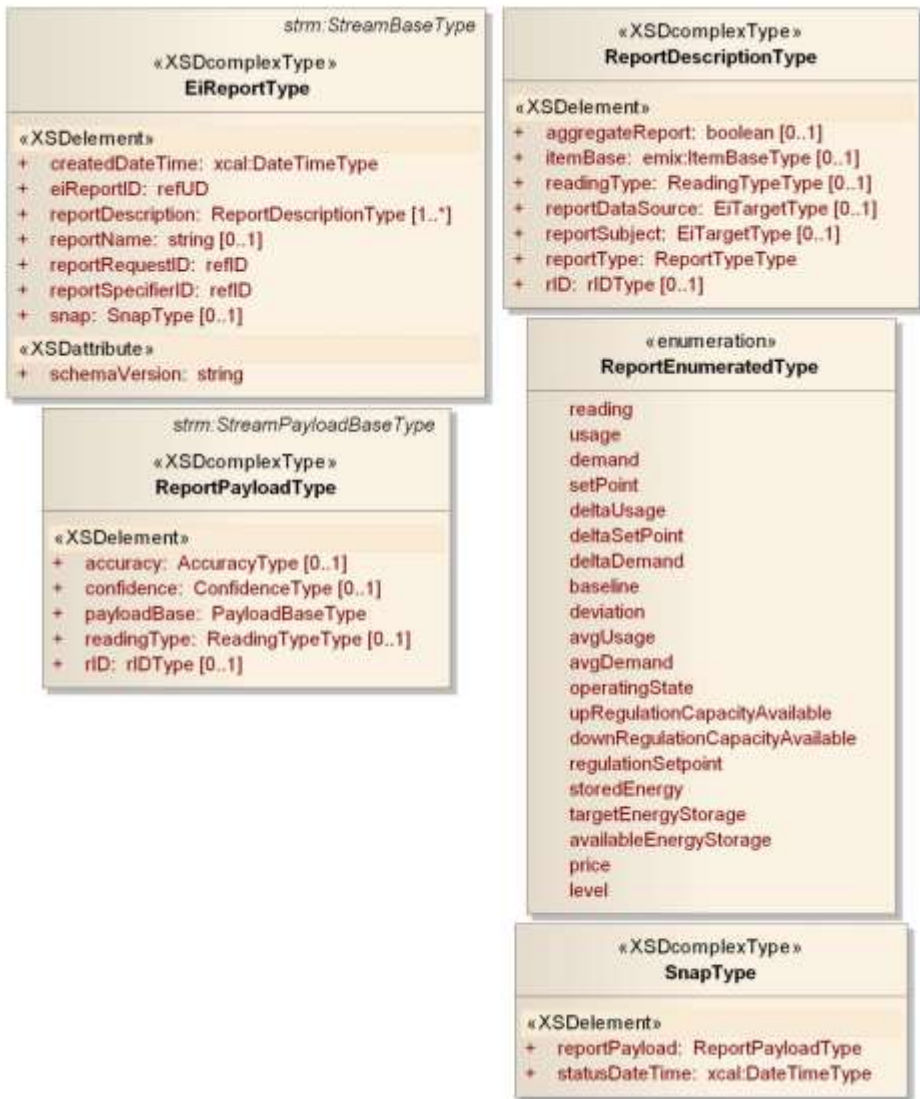 strm:StreamBaseType
«XSDcomplexType»
EiReportType
«XSDelement»
+ createdDateTime: xcal:DateTimeType
+ eiReportID: refUD
+ reportDescription: ReportDescriptionType [1..*]
+ reportName: string [0..1]
+ reportRequestID: refID
+ reportSpecifierID: refID
+ snap: SnapType [0..1]
«XSDattribute»
+ schemaVersion: string
«XSDcomplexType»
ReportDescriptionType
«XSDelement»
+ aggregateReport: boolean [0..1]
+ itemBase: emix:ItemBaseType [0..1]
+ readingType: ReadingTypeType [0..1]
+ reportDataSource: EiTargetType [0..1]
+ reportSubject: EiTargetType [0..1]
+ reportType: ReportTypeType
+ rID: rIDType [0..1]
strm:StreamPayloadBaseType
«XSDcomplexType»
ReportPayloadType
«XSDelement»
+ accuracy: AccuracyType [0..1]
+ confidence: ConfidenceType [0..1]
+ payloadBase: PayloadBaseType
+ readingType: ReadingTypeType [0..1]
+ rID: rIDType [0..1]
«enumeration»
ReportEnumeratedType
reading
usage
demand
setPoint
deltaUsage
deltaSetPoint
deltaDemand
baseline
deviation
avgUsage
avgDemand
operatingState
upRegulationCapacityAvailable
downRegulationCapacityAvailable
regulationSetpoint
storedEnergy
targetEnergyStorage
availableEnergyStorage
price
level
«XSDcomplexType»
SnapType
«XSDelement»
+ reportPayload: ReportPayloadType
+ statusDateTime: xcal:DateTimeType